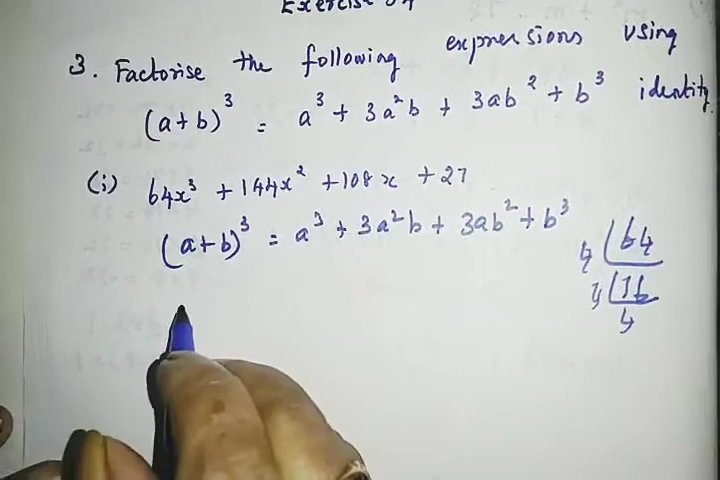 3. Factorise the following expressions using
(a+b)³ = a³ + 3a²b + 3ab² + b³ identity
(i) 64x³ + 144x² + 108x + 27
(a+b)³ = a³ + 3a²b + 3ab² + b³
4 64
4 16
4